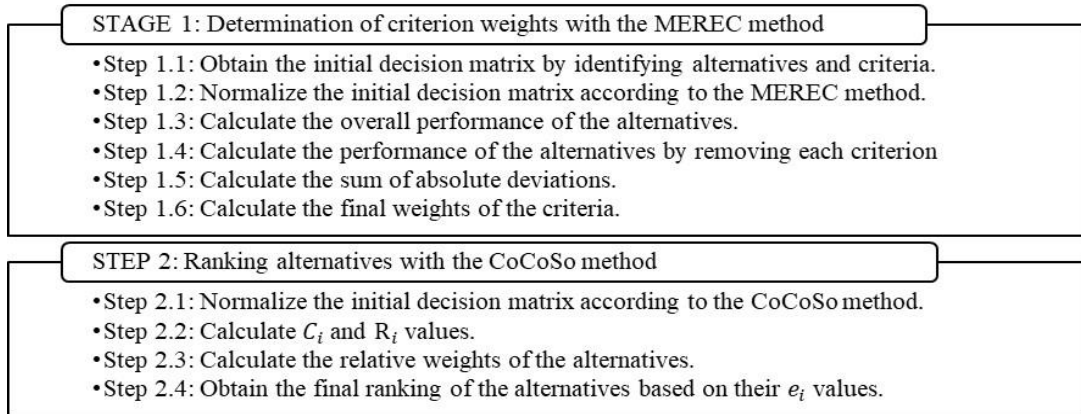 STAGE 1: Determination of criterion weights with the MEREC method
•Step 1.1: Obtain the initial decision matrix by identifying alternatives and criteria.
•Step 1.2: Normalize the initial decision matrix according to the MEREC method.
•Step 1.3: Calculate the overall performance of the alternatives.
•Step 1.4: Calculate the performance of the alternatives by removing each criterion
•Step 1.5: Calculate the sum of absolute deviations.
•Step 1.6: Calculate the final weights of the criteria.
STEP 2: Ranking alternatives with the CoCoSo method
•Step 2.1: Normalize the initial decision matrix according to the CoCoSo method.
•Step 2.2: Calculate 𝐶ᵢ and Rᵢ values.
•Step 2.3: Calculate the relative weights of the alternatives.
•Step 2.4: Obtain the final ranking of the alternatives based on their 𝑒ᵢ values.